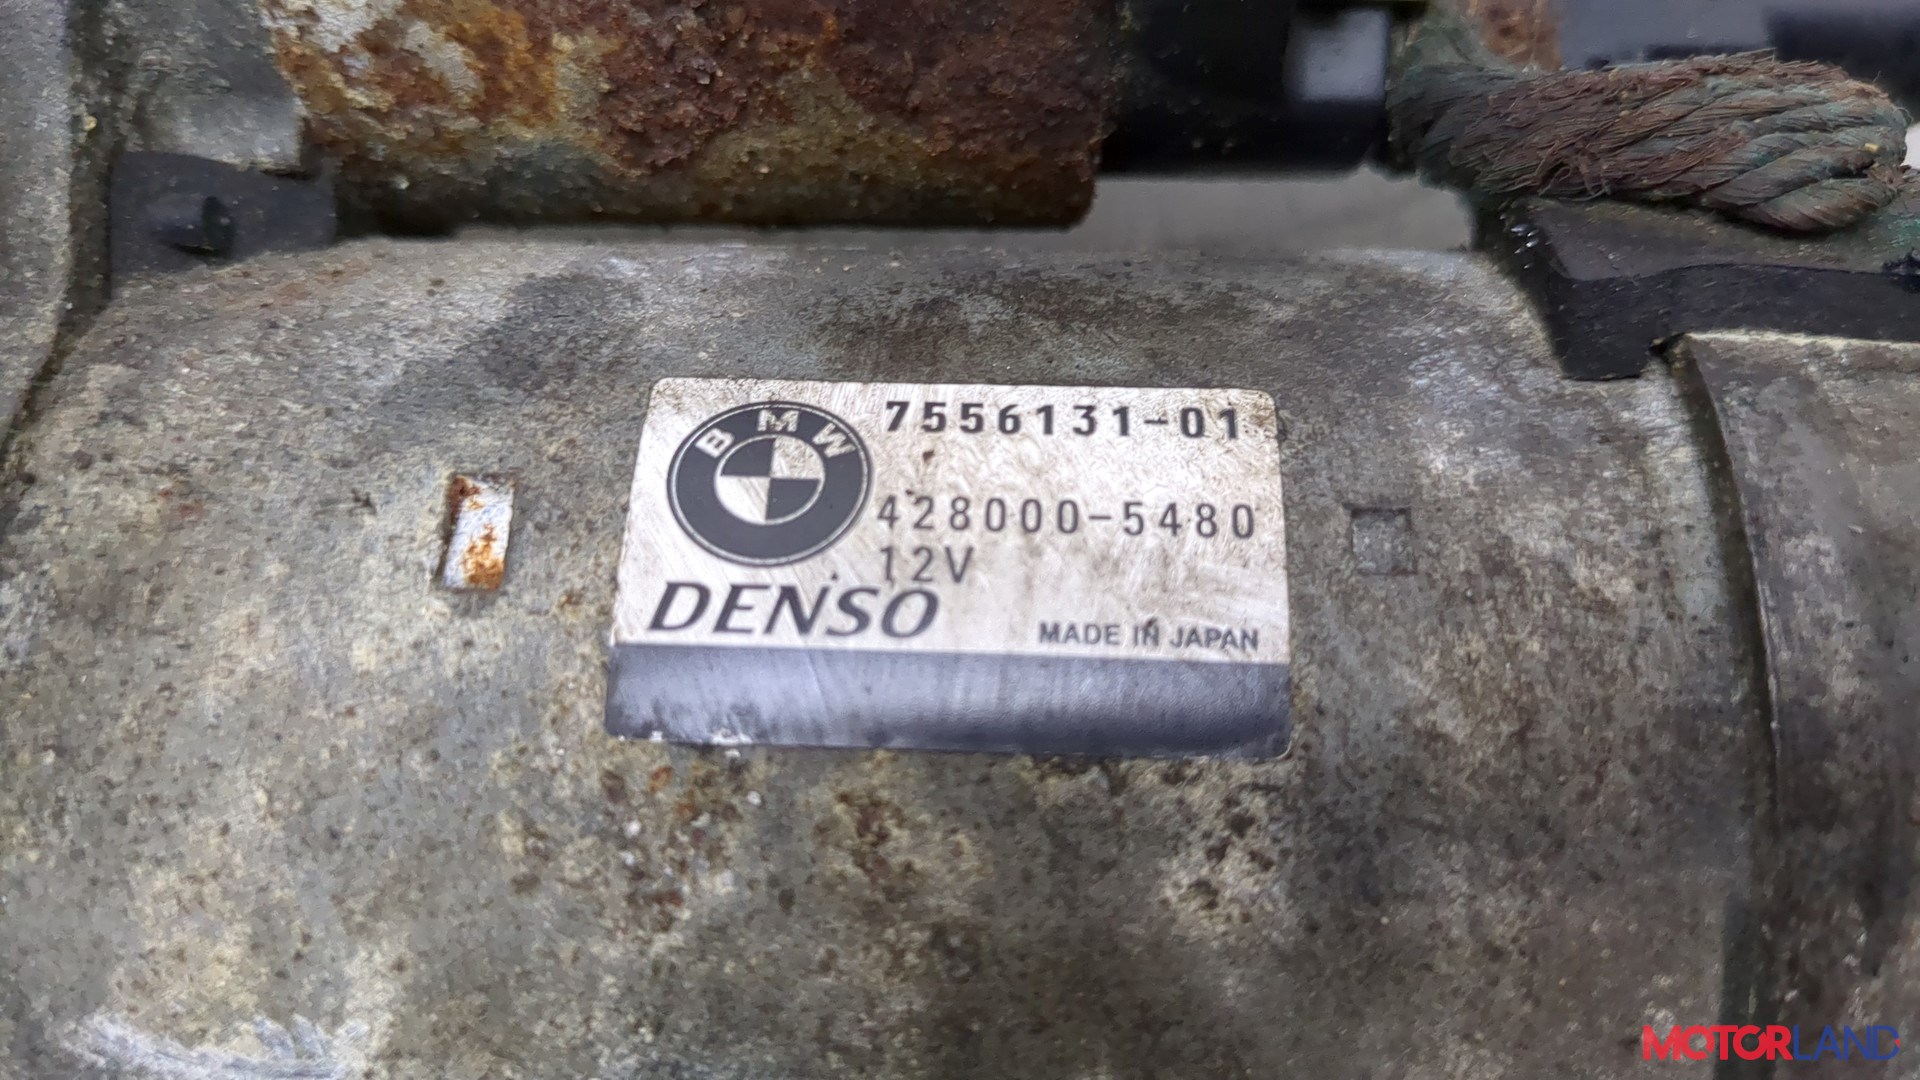 BMW
7556131-01
428000-5480
12V
DENSO
MADE IN JAPAN
MOTORLAND